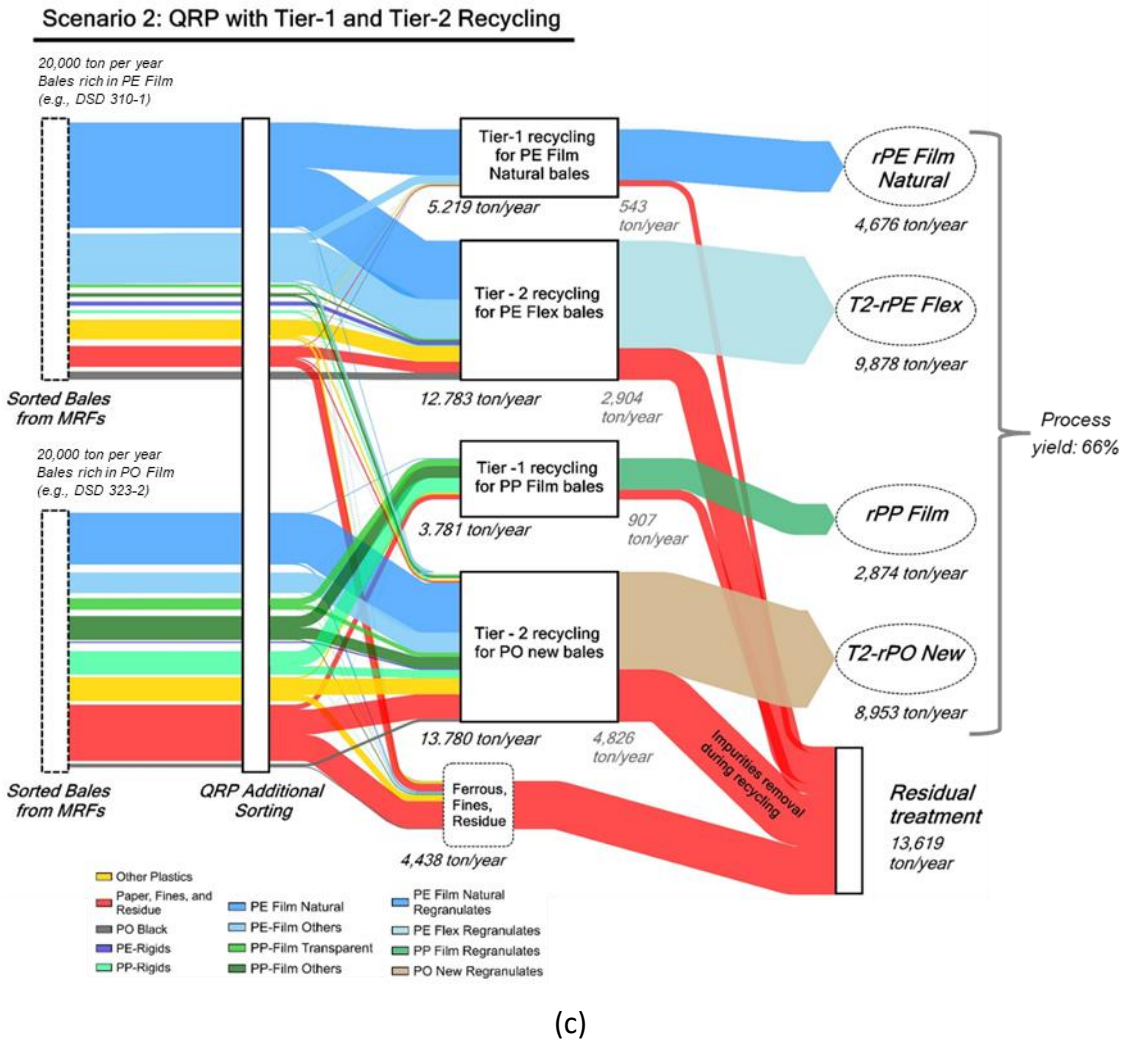 Scenario 2: QRP with Tier-1 and Tier-2 Recycling
20,000 ton per year
Bales rich in PE Film
(e.g., DSD 310-1)
Tier-1 recycling
for PE Film
Natural bales
rPE Film
Natural
5.219 ton/year
543
ton/year
4,676 ton/year
Tier - 2 recycling
for PE Flex bales
T2-rPE Flex
9,878 ton/year
Sorted Bales
from MRFs
12.783 ton/year
2,904
ton/year
Process
yield: 66%
20,000 ton per year
Bales rich in PO Film
(e.g., DSD 323-2)
Tier -1 recycling
for PP Film bales
rPP Film
3.781 ton/year
907
ton/year
2,874 ton/year
Tier - 2 recycling
for PO new bales
T2-rPO New
8,953 ton/year
13.780 ton/year
4,826
ton/year
Impurities removal
during recycling
Sorted Bales
from MRFs
QRP Additional
Sorting
Ferrous,
Fines,
Residue
4,438 ton/year
Residual
treatment
13,619
ton/year
Other Plastics
Paper, Fines, and
Residue
PO Black
PE-Rigids
PP-Rigids
PE Film Natural
PE-Film Others
PP-Film Transparent
PP-Film Others
PE Film Natural
Regranulates
PE Flex Regranulates
PP Film Regranulates
PO New Regranulates
(c)